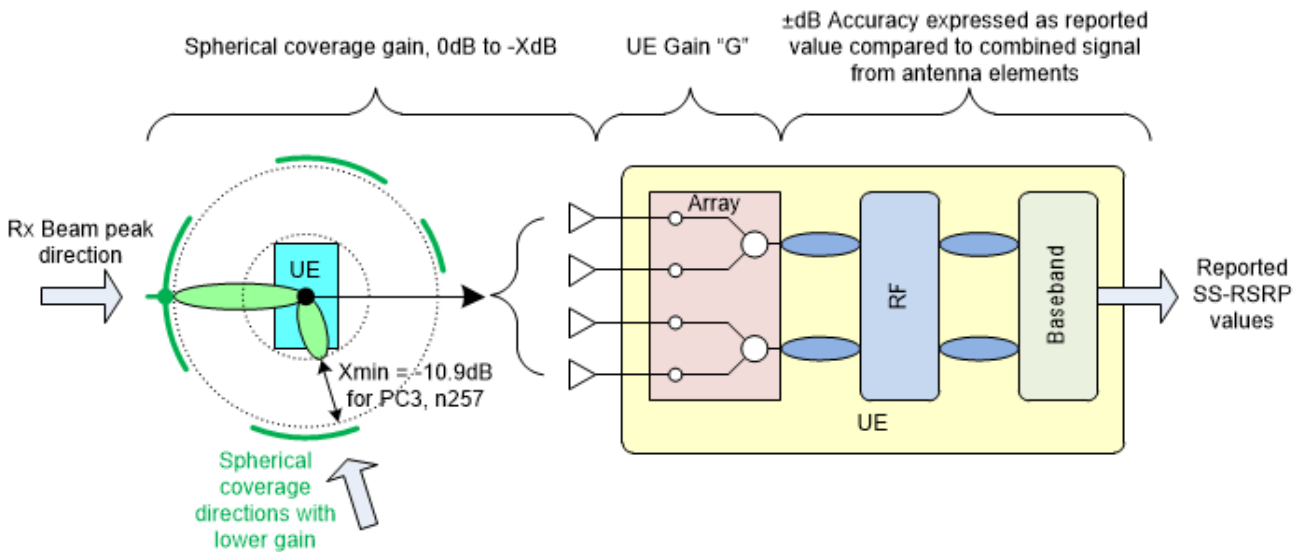 Spherical coverage gain, 0dB to -XdB
UE Gain “G”
±dB Accuracy expressed as reported
value compared to combined signal
from antenna elements
Rx Beam peak
direction
UE
Xmin = -10.9dB
for PC3, n257
Spherical
coverage
directions with
lower gain
Array
RF
Baseband
UE
Reported
SS-RSRP
values